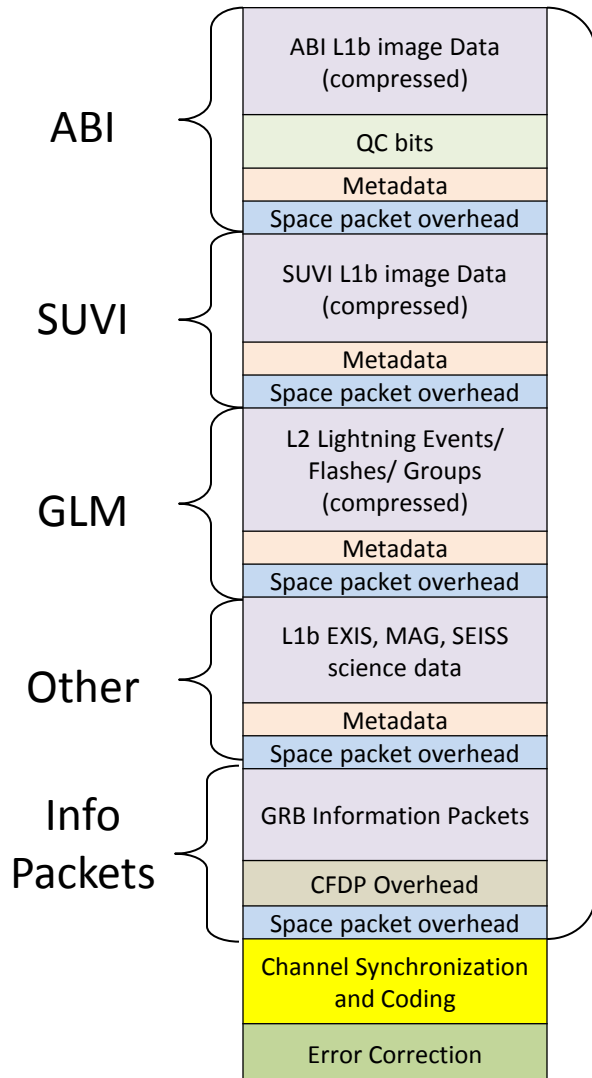 ABI
ABI L1b image Data
(compressed)
QC bits
Metadata
Space packet overhead
SUVI
SUVI L1b image Data
(compressed)
Metadata
Space packet overhead
GLM
L2 Lightning Events/
Flashes/ Groups
(compressed)
Metadata
Space packet overhead
Other
L1b EXIS, MAG, SEISS
science data
Metadata
Space packet overhead
Info
Packets
GRB Information Packets
CFDP Overhead
Space packet overhead
Channel Synchronization
and Coding
Error Correction